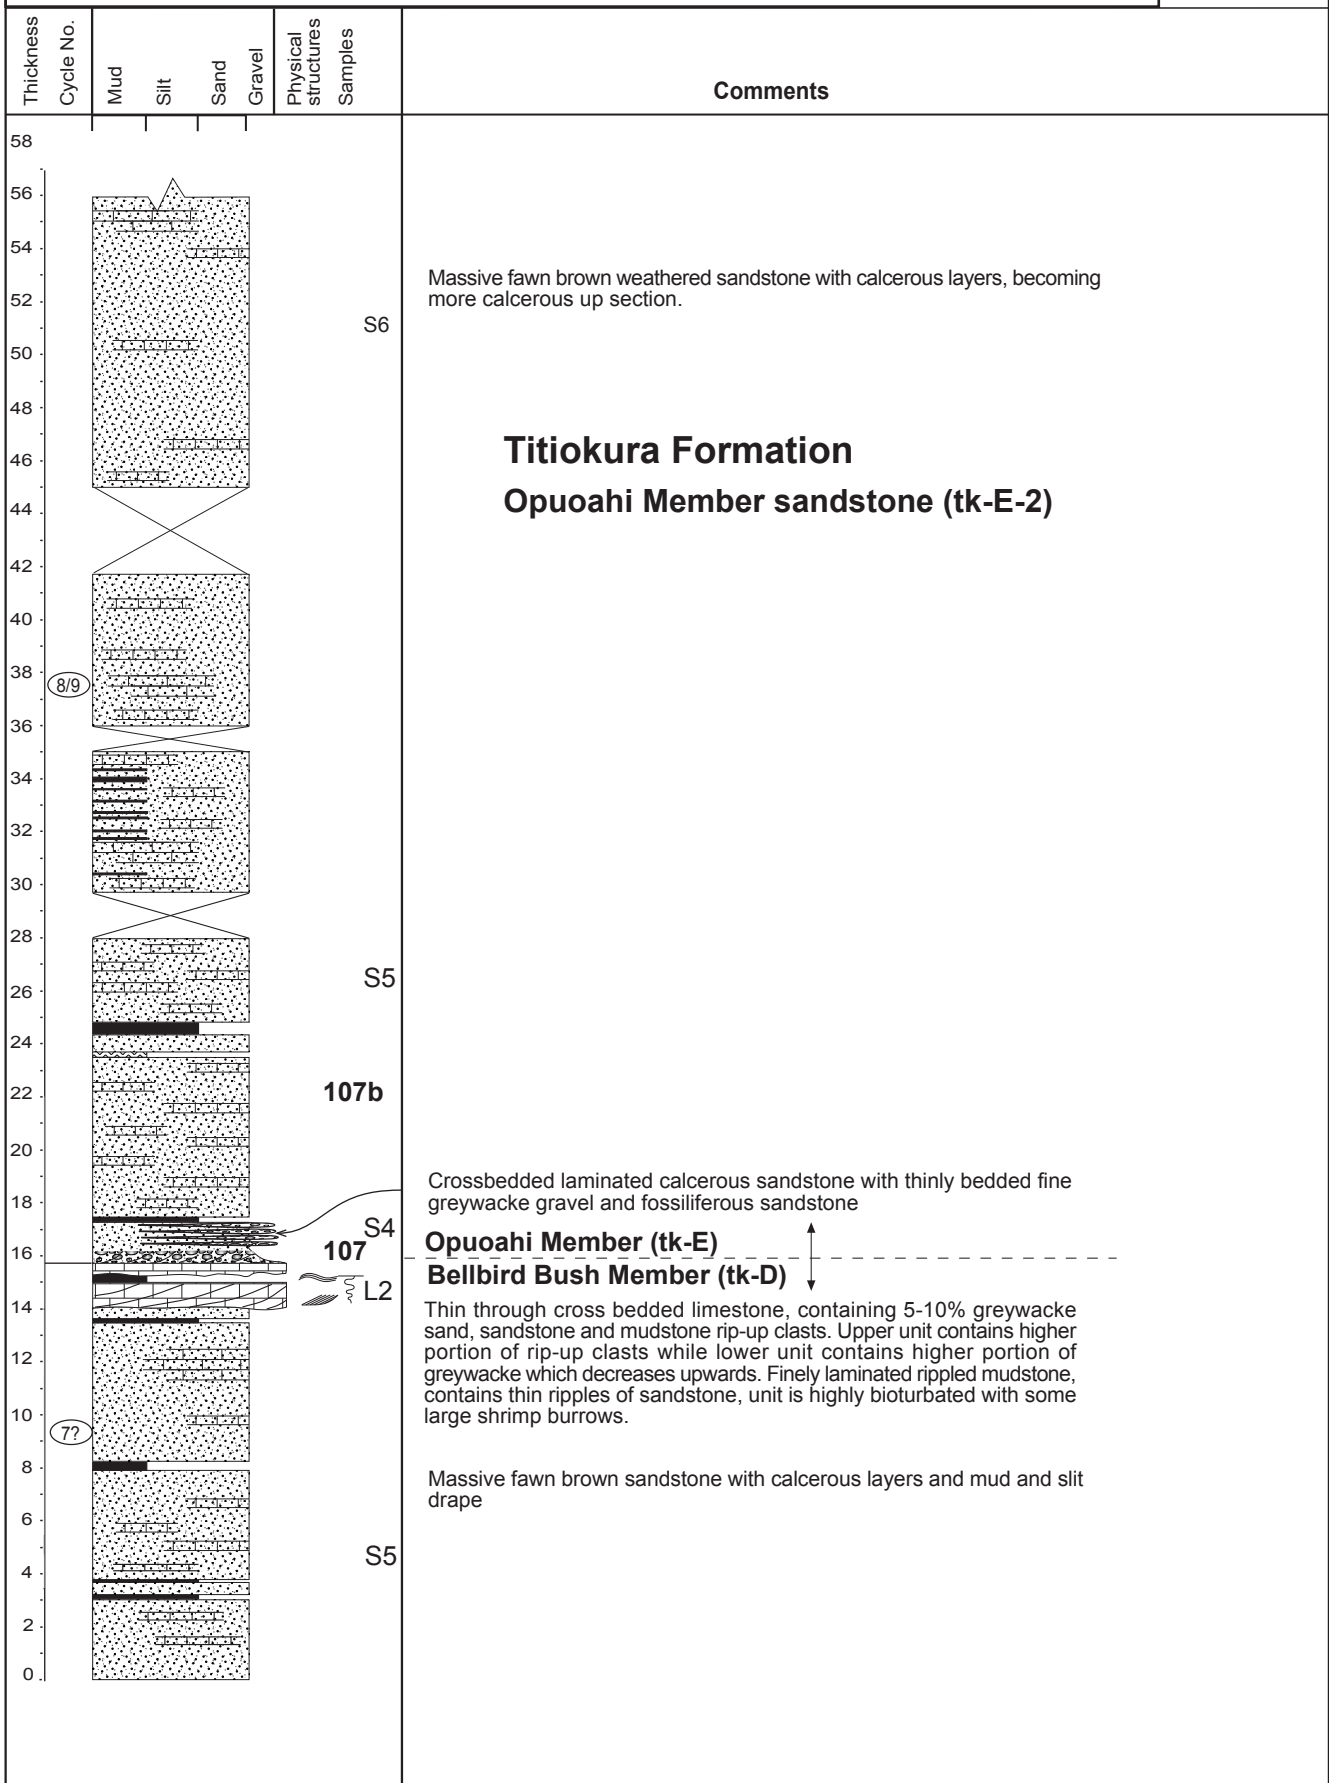 Thickness
Cycle No.
Mud
Silt
Sand
Gravel
Physical
structures
Samples
Comments
58
56
54
Massive fawn brown weathered sandstone with calcerous layers, becoming
more calcerous up section.
52
S6
50
48
Titiokura Formation
46
Opuoahi Member sandstone (tk-E-2)
44
42
40
38
8/9
36
34
32
30
28
S5
26
24
22
107b
20
Crossbedded laminated calcerous sandstone with thinly bedded fine
greywacke gravel and fossiliferous sandstone
18
S4
107
Opuoahi Member (tk-E)
16
Bellbird Bush Member (tk-D)
L2
14
Thin through cross bedded limestone, containing 5-10% greywacke
sand, sandstone and mudstone rip-up clasts. Upper unit contains higher
portion of rip-up clasts while lower unit contains higher portion of
greywacke which decreases upwards. Finely laminated rippled mudstone,
contains thin ripples of sandstone, unit is highly bioturbated with some
large shrimp burrows.
12
10
7?
8
Massive fawn brown sandstone with calcerous layers and mud and slit
drape
6
S5
4
2
0